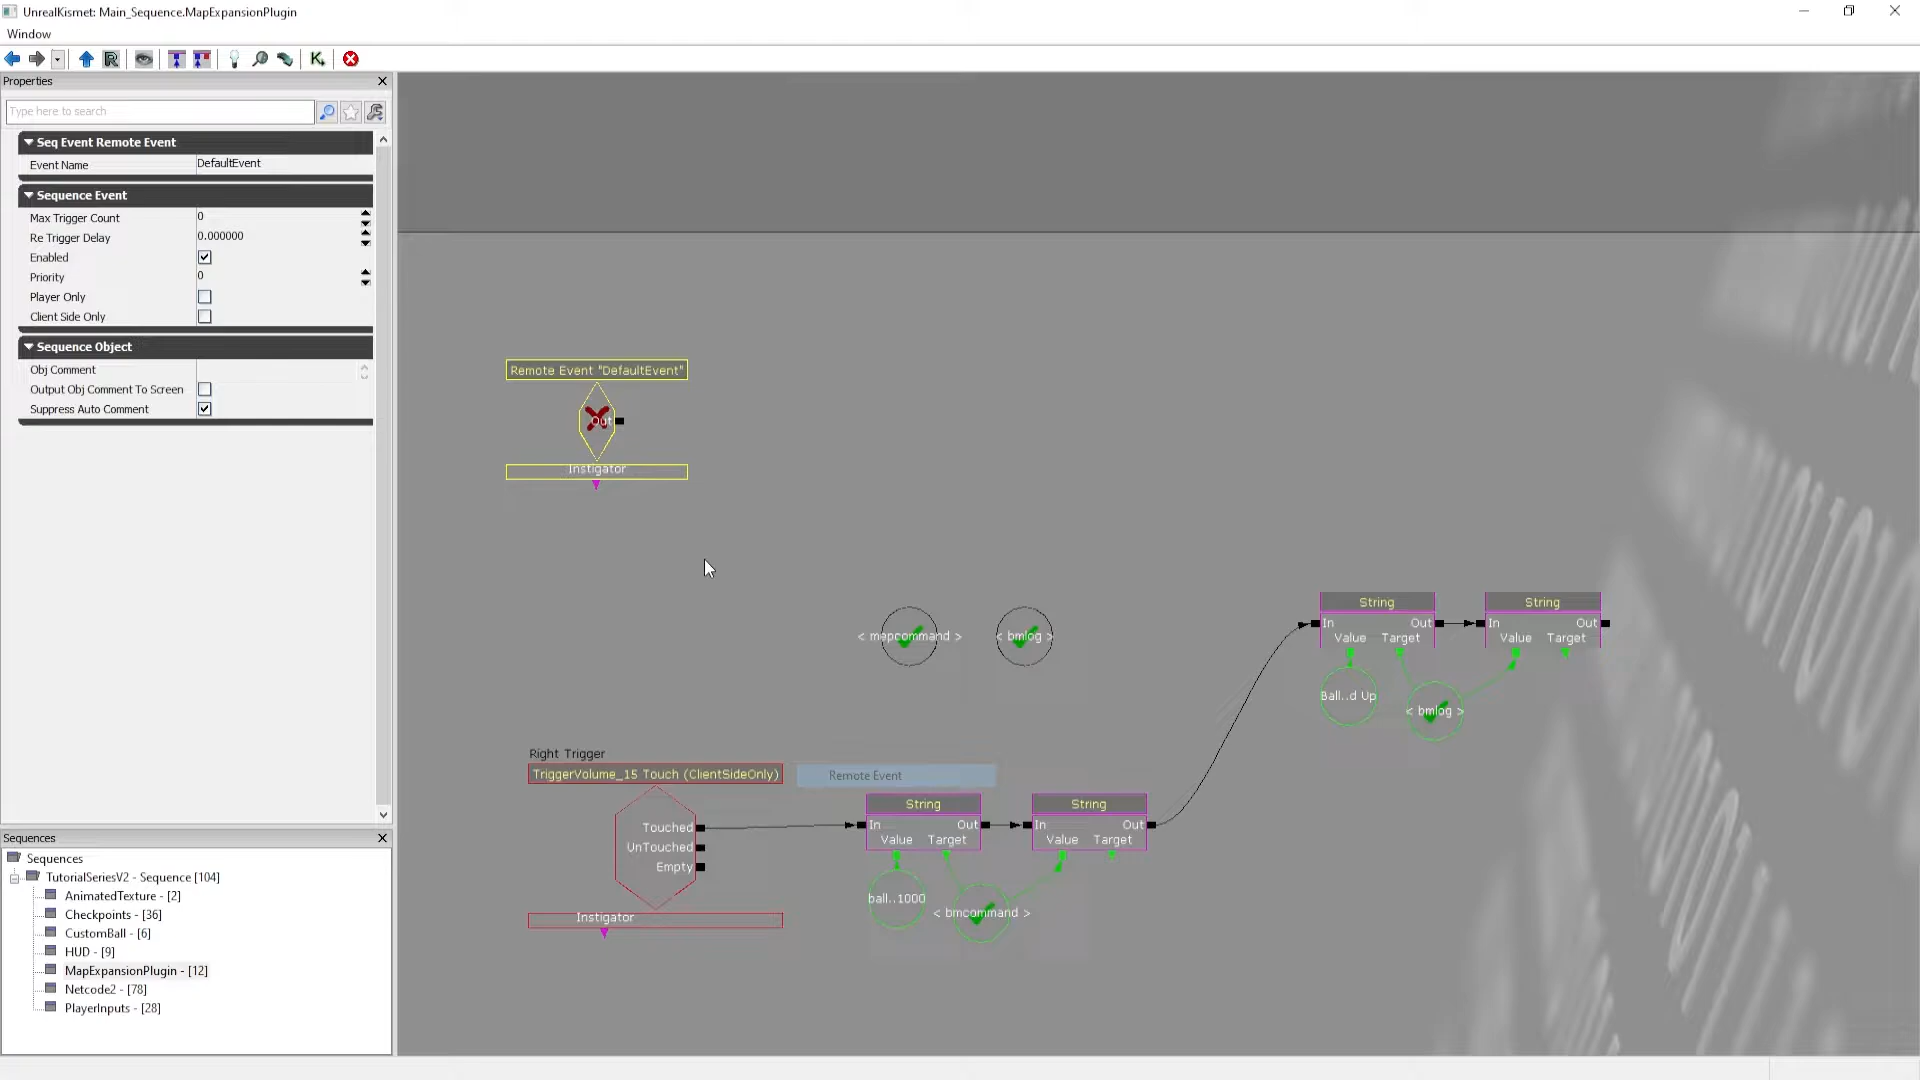 UnrealKismet: Main_Sequence.MapExpansionPlugin
Window
Properties
Type here to search
Seq Event Remote Event
Event Name DefaultEvent
Sequence Event
Max Trigger Count 0
Re Trigger Delay 0.000000
Enabled
Priority 0
Player Only
Client Side Only
Sequence Object
Obj Comment
Output Obj Comment To Screen
Suppress Auto Comment
Sequences
Sequences
TutorialSeriesV2 - Sequence [104]
AnimatedTexture - [2]
Checkpoints - [36]
CustomBall - [6]
HUD - [9]
MapExpansionPlugin - [12]
Netcode2 - [78]
PlayerInputs - [28]
Remote Event "DefaultEvent"
Out
Instigator
< mepcommand >
< bmlog >
String
In Out
Value Target
String
In Out
Value Target
Ball..d Up
< bmlog >
Right Trigger
TriggerVolume_15 Touch (ClientSideOnly)
Touched
UnTouched
Empty
Instigator
Remote Event
String
In Out
Value Target
String
In Out
Value Target
ball..1000
< bmcommand >